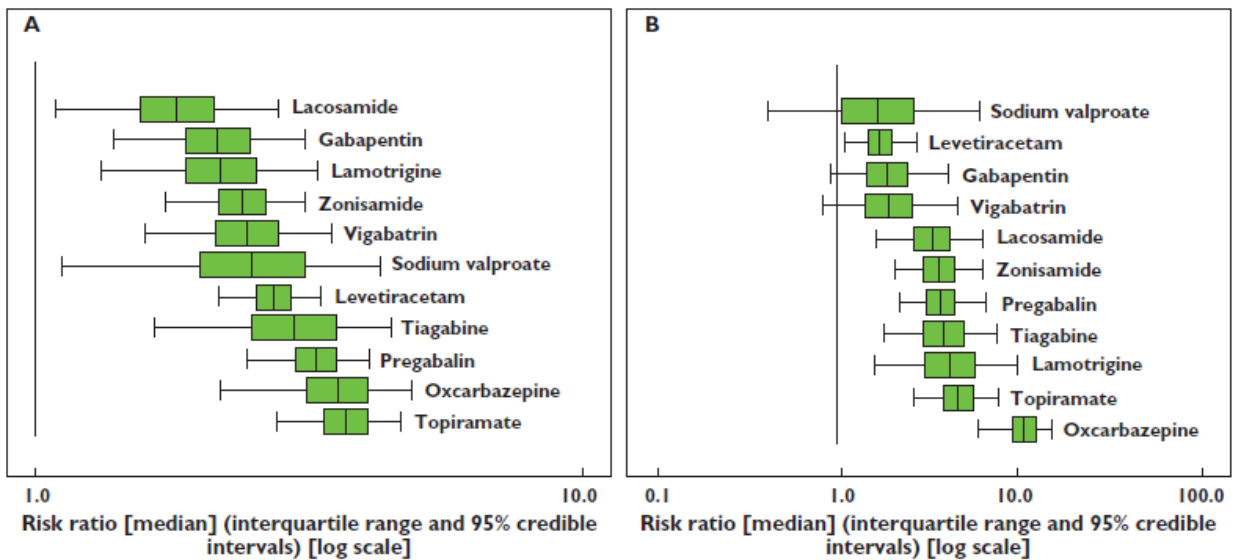 A
Lacosamide
Gabapentin
Lamotrigine
Zonisamide
Vigabatrin
Sodium valproate
Levetiracetam
Tiagabine
Pregabalin
Oxcarbazepine
Topiramate
1.0
10.0
Risk ratio [median] (interquartile range and 95% credible
intervals) [log scale]
B
Sodium valproate
Levetiracetam
Gabapentin
Vigabatrin
Lacosamide
Zonisamide
Pregabalin
Tiagabine
Lamotrigine
Topiramate
Oxcarbazepine
0.1
1.0
10.0
100.0
Risk ratio [median] (interquartile range and 95% credible
intervals) [log scale]